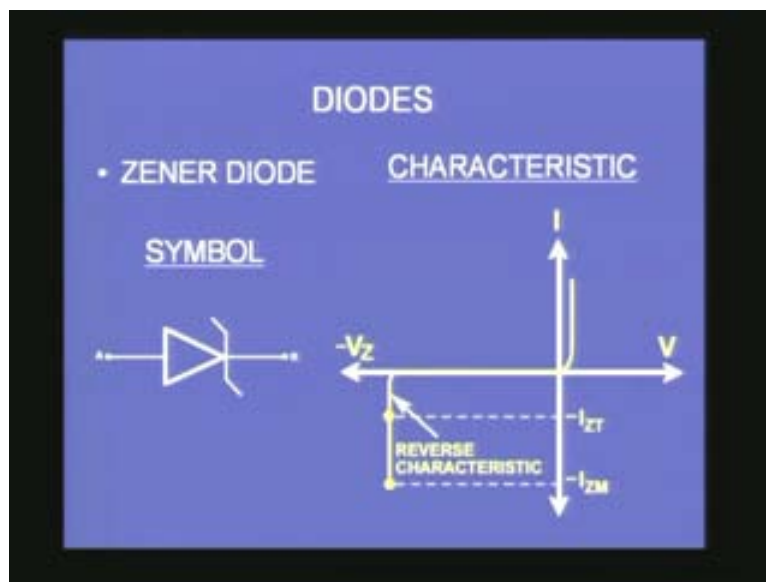 DIODES
• ZENER DIODE
SYMBOL
A
B
CHARACTERISTIC
I
-VZ
V
-IZT
REVERSE
CHARACTERISTIC
-IZM